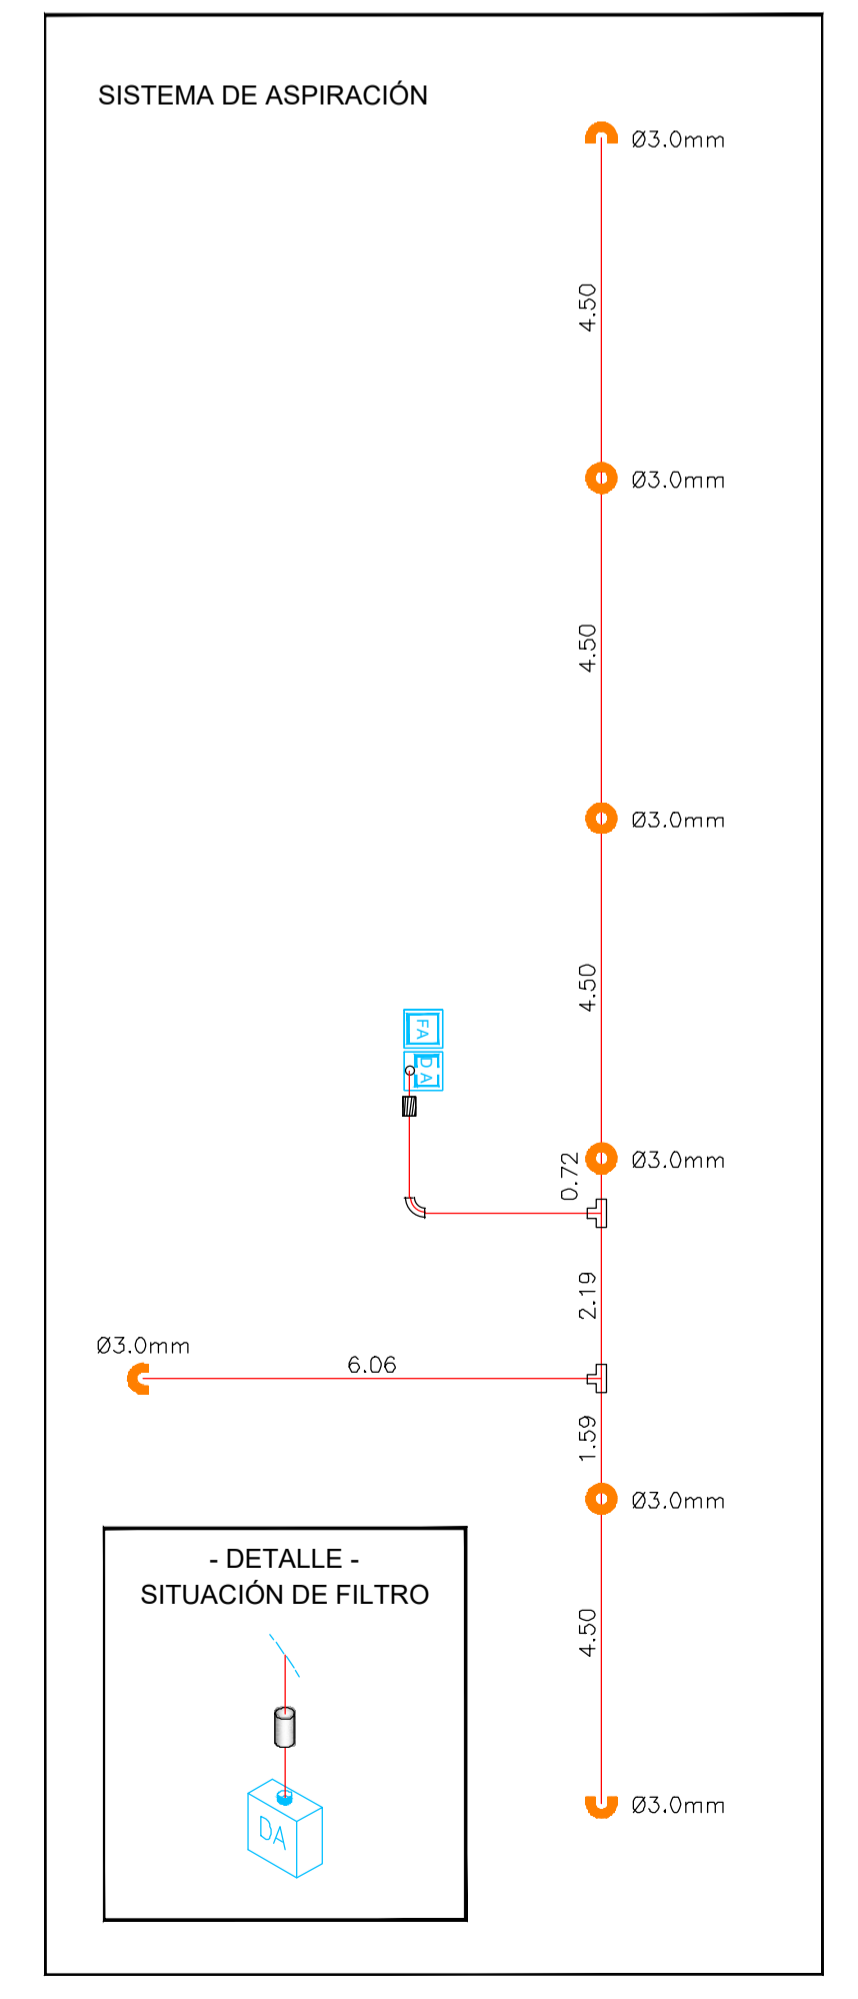 SISTEMA DE ASPIRACIÓN
Ø3.0mm
4.50
Ø3.0mm
4.50
Ø3.0mm
4.50
FA
DA
0.72
Ø3.0mm
2.19
Ø3.0mm
6.06
1.59
Ø3.0mm
- DETALLE -
SITUACIÓN DE FILTRO
4.50
DA
Ø3.0mm